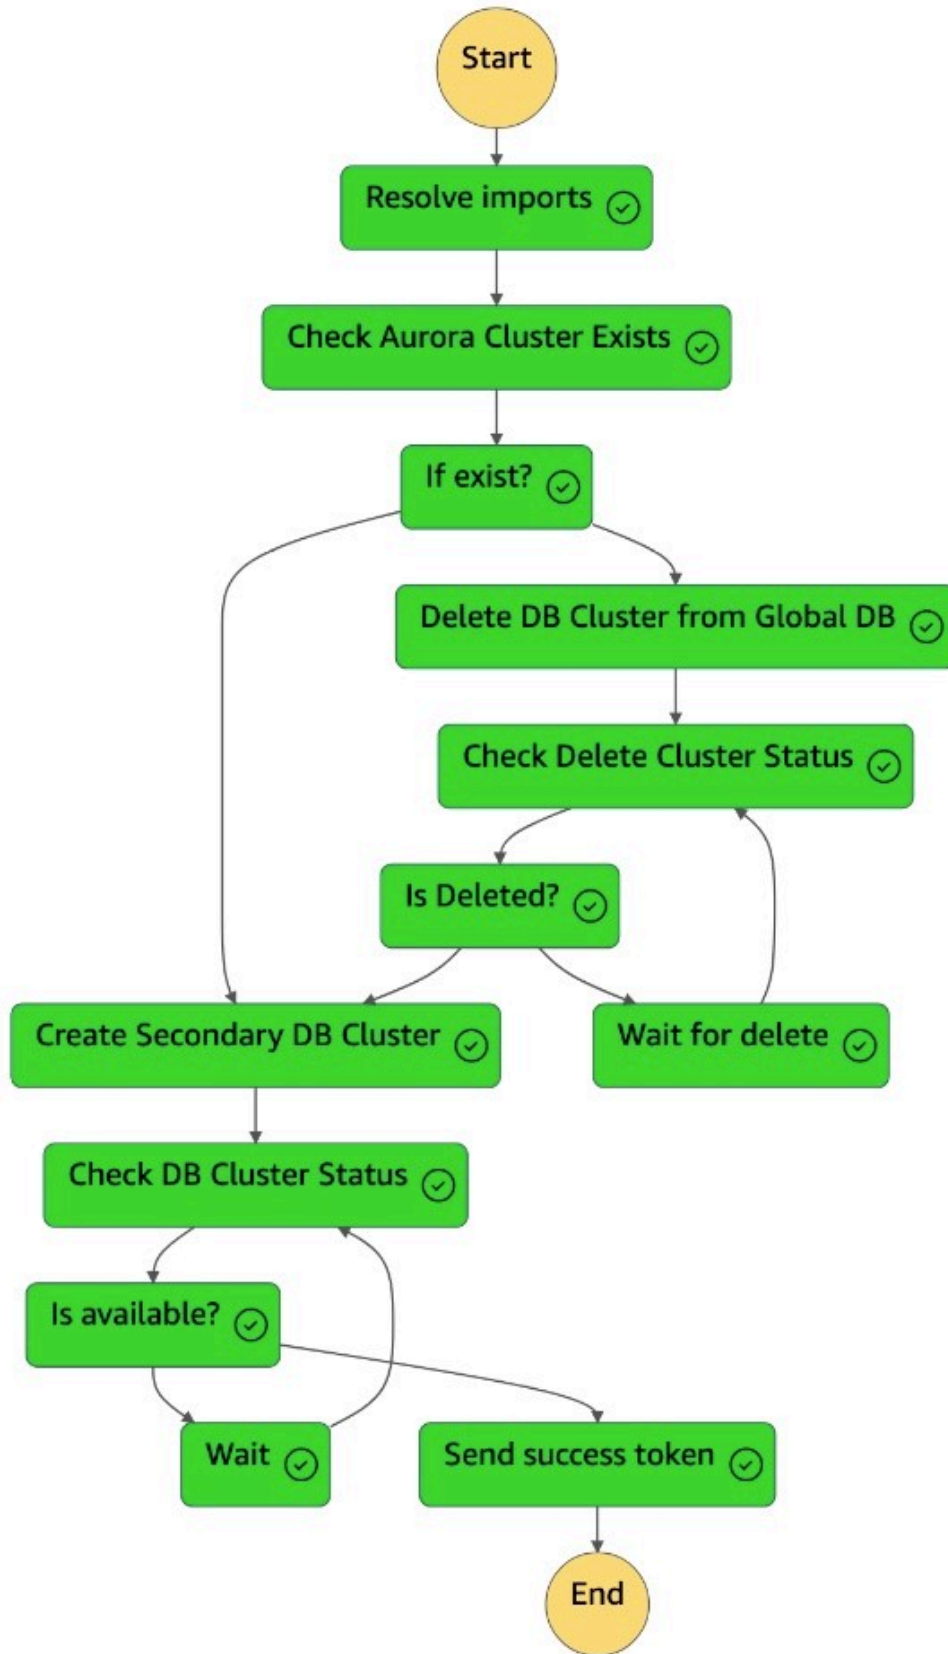 Start
Resolve imports
Check Aurora Cluster Exists
If exist?
Delete DB Cluster from Global DB
Check Delete Cluster Status
Is Deleted?
Create Secondary DB Cluster
Wait for delete
Check DB Cluster Status
Is available?
Wait
Send success token
End